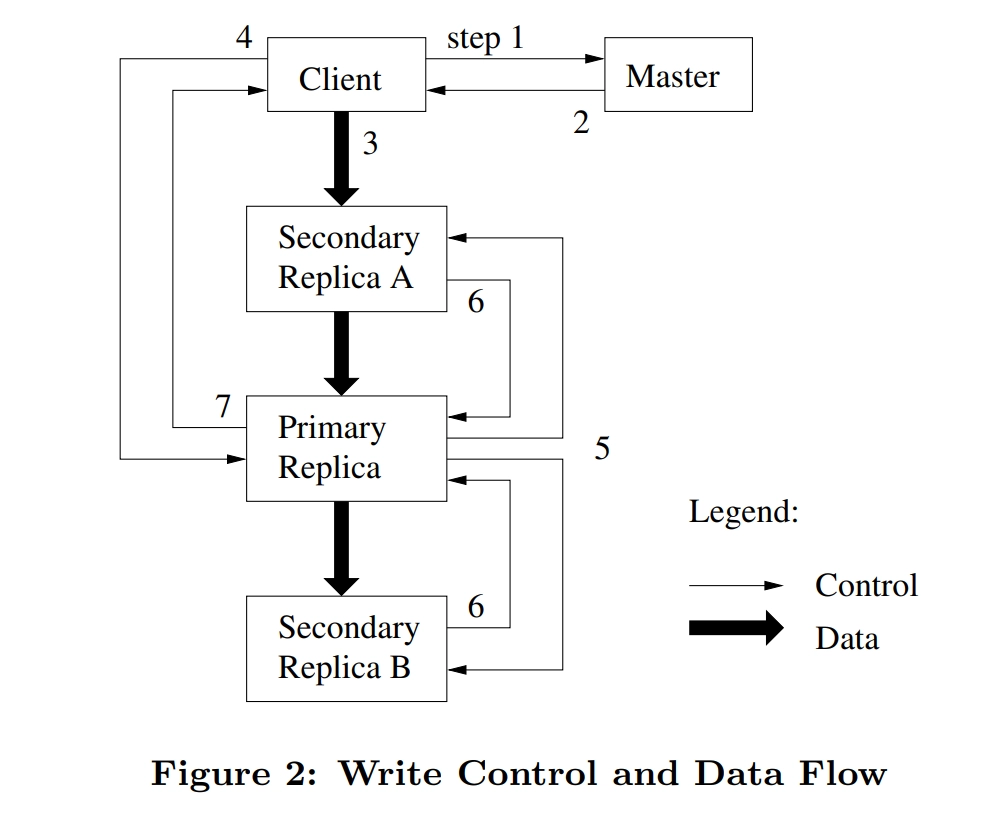 4
step 1
Client
Master
2
3
Secondary
Replica A
6
7
Primary
Replica
5
Legend:
Control
Data
6
Secondary
Replica B
Figure 2: Write Control and Data Flow